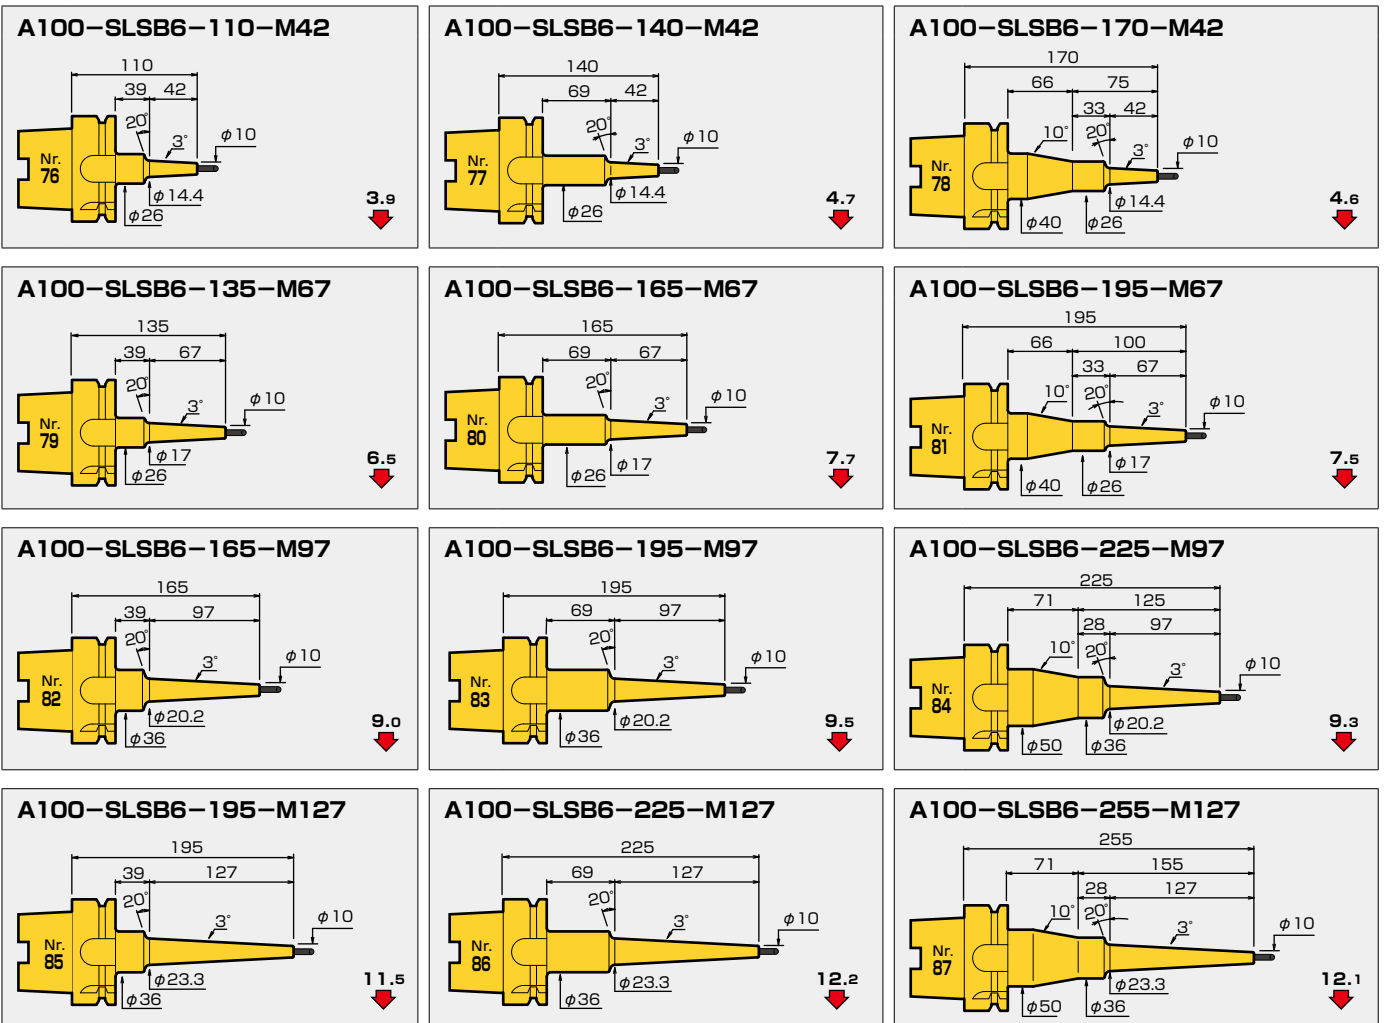 A100-SLSB6-110-M42
110
39 42
20° 3° φ10
Nr.
76
φ14.4
φ26
3.9
A100-SLSB6-140-M42
140
69 42
20° 3° φ10
Nr.
77
φ14.4
φ26
4.7
A100-SLSB6-170-M42
170
66 75
33 42
10° 20° 3° φ10
Nr.
78
φ14.4
φ40 φ26
4.6
A100-SLSB6-135-M67
135
39 67
20° 3° φ10
Nr.
79
φ17
φ26
6.5
A100-SLSB6-165-M67
165
69 67
20° 3° φ10
Nr.
80
φ17
φ26
7.7
A100-SLSB6-195-M67
195
66 100
33 67
10° 20° 3° φ10
Nr.
81
φ17
φ40 φ26
7.5
A100-SLSB6-165-M97
165
39 97
20° 3° φ10
Nr.
82
φ20.2
φ36
9.0
A100-SLSB6-195-M97
195
69 97
20° 3° φ10
Nr.
83
φ20.2
φ36
9.5
A100-SLSB6-225-M97
225
71 125
28 97
10° 20° 3° φ10
Nr.
84
φ20.2
φ50 φ36
9.3
A100-SLSB6-195-M127
195
39 127
20° 3° φ10
Nr.
85
φ23.3
φ36
11.5
A100-SLSB6-225-M127
225
69 127
20° 3° φ10
Nr.
86
φ23.3
φ36
12.2
A100-SLSB6-255-M127
255
71 155
28 127
10° 20° 3° φ10
Nr.
87
φ23.3
φ50 φ36
12.1